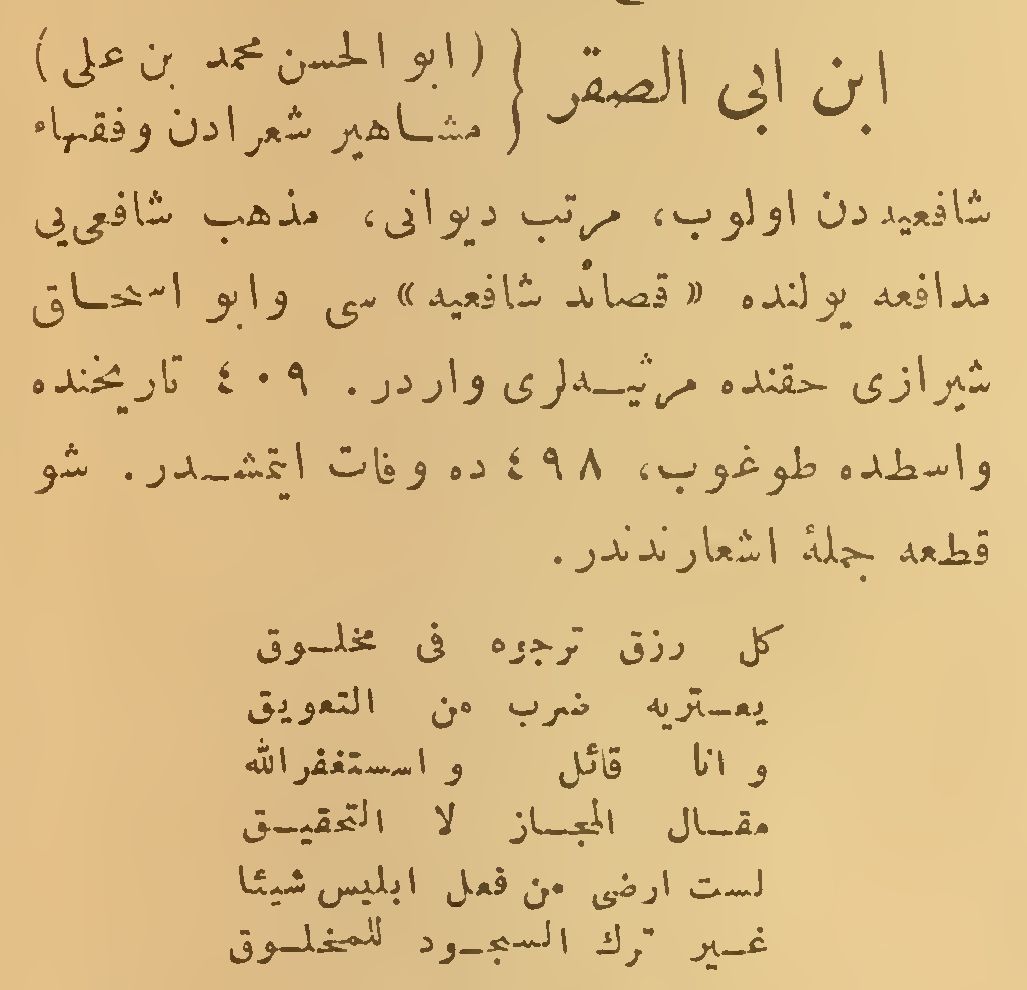 ابن ابی الصقر { (ابو الحسن محمد بن علی)
مشاهیر شعرادن وفقهاء
شافعیه‌دن اولوب، مرتب دیوانی، مذهب شافعی‌یی
مدافعه یولنده «قصائد شافعیه» سی وابو اسحاق
شیرازی حقنده مرثیه‌لری واردر. ٤٠٩ تاریخنده
واسطده طوغوب، ٤٩٨ ده وفات ایتمشدر. شو
قطعه جملهٔ اشعارندندر.
كل رزق ترجوه فی مخلوق
یعتریه ضرب من التعویق
و انا قائل و استغفرالله
مقال المجاز لا التحقیق
لست ارضی من فعل ابلیس شیئا
غیر ترك السجود للمخلوق